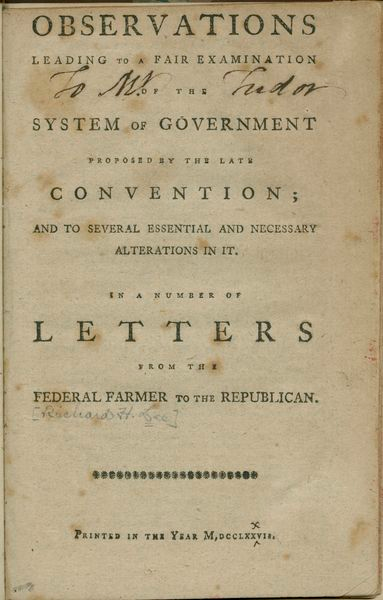 OBSERVATIONS
LEADING TO A FAIR EXAMINATION
To Mr. Tudor
OF THE
SYSTEM OF GOVERNMENT
PROPOSED BY THE LATE
CONVENTION;
AND TO SEVERAL ESSENTIAL AND NECESSARY
ALTERATIONS IN IT.
IN A NUMBER OF
LETTERS
FROM THE
FEDERAL FARMER TO THE REPUBLICAN.
[Richard H. Lee]
PRINTED IN THE YEAR M,DCCLXXVII.
x